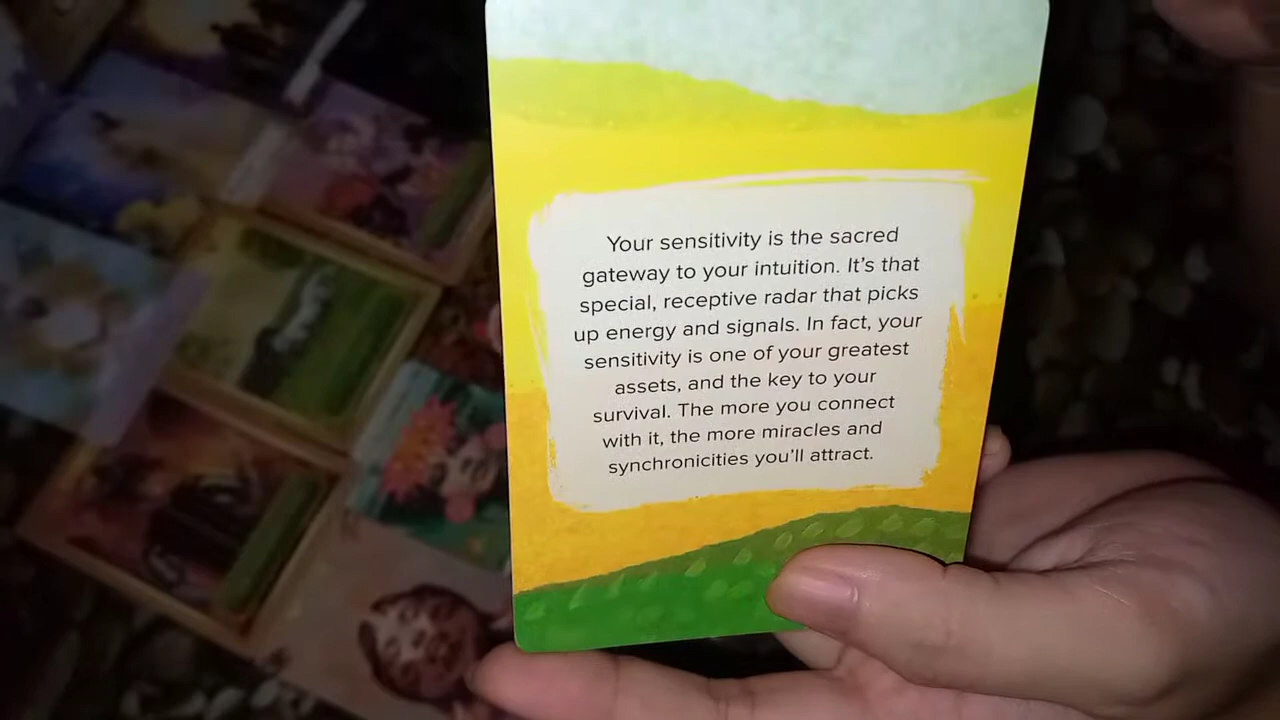 Your sensitivity is the sacred
gateway to your intuition. It's that
special, receptive radar that picks
up energy and signals. In fact, your
sensitivity is one of your greatest
assets, and the key to your
survival. The more you connect
with it, the more miracles and
synchronicities you'll attract.